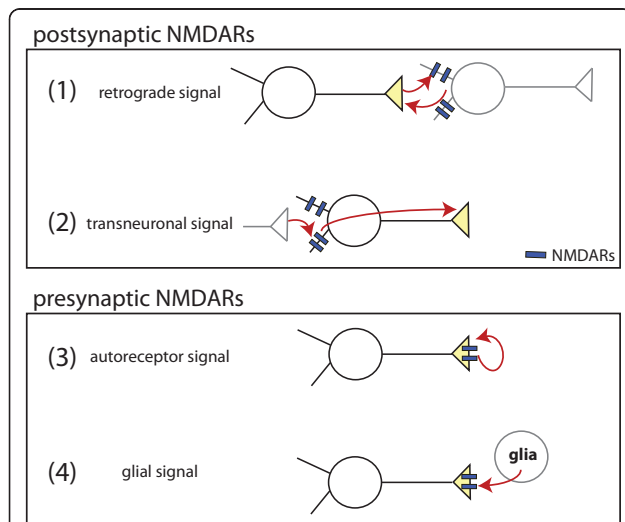 postsynaptic NMDARs
(1) retrograde signal
(2) transneuronal signal
NMDARs
presynaptic NMDARs
(3) autoreceptor signal
glia
(4) glial signal